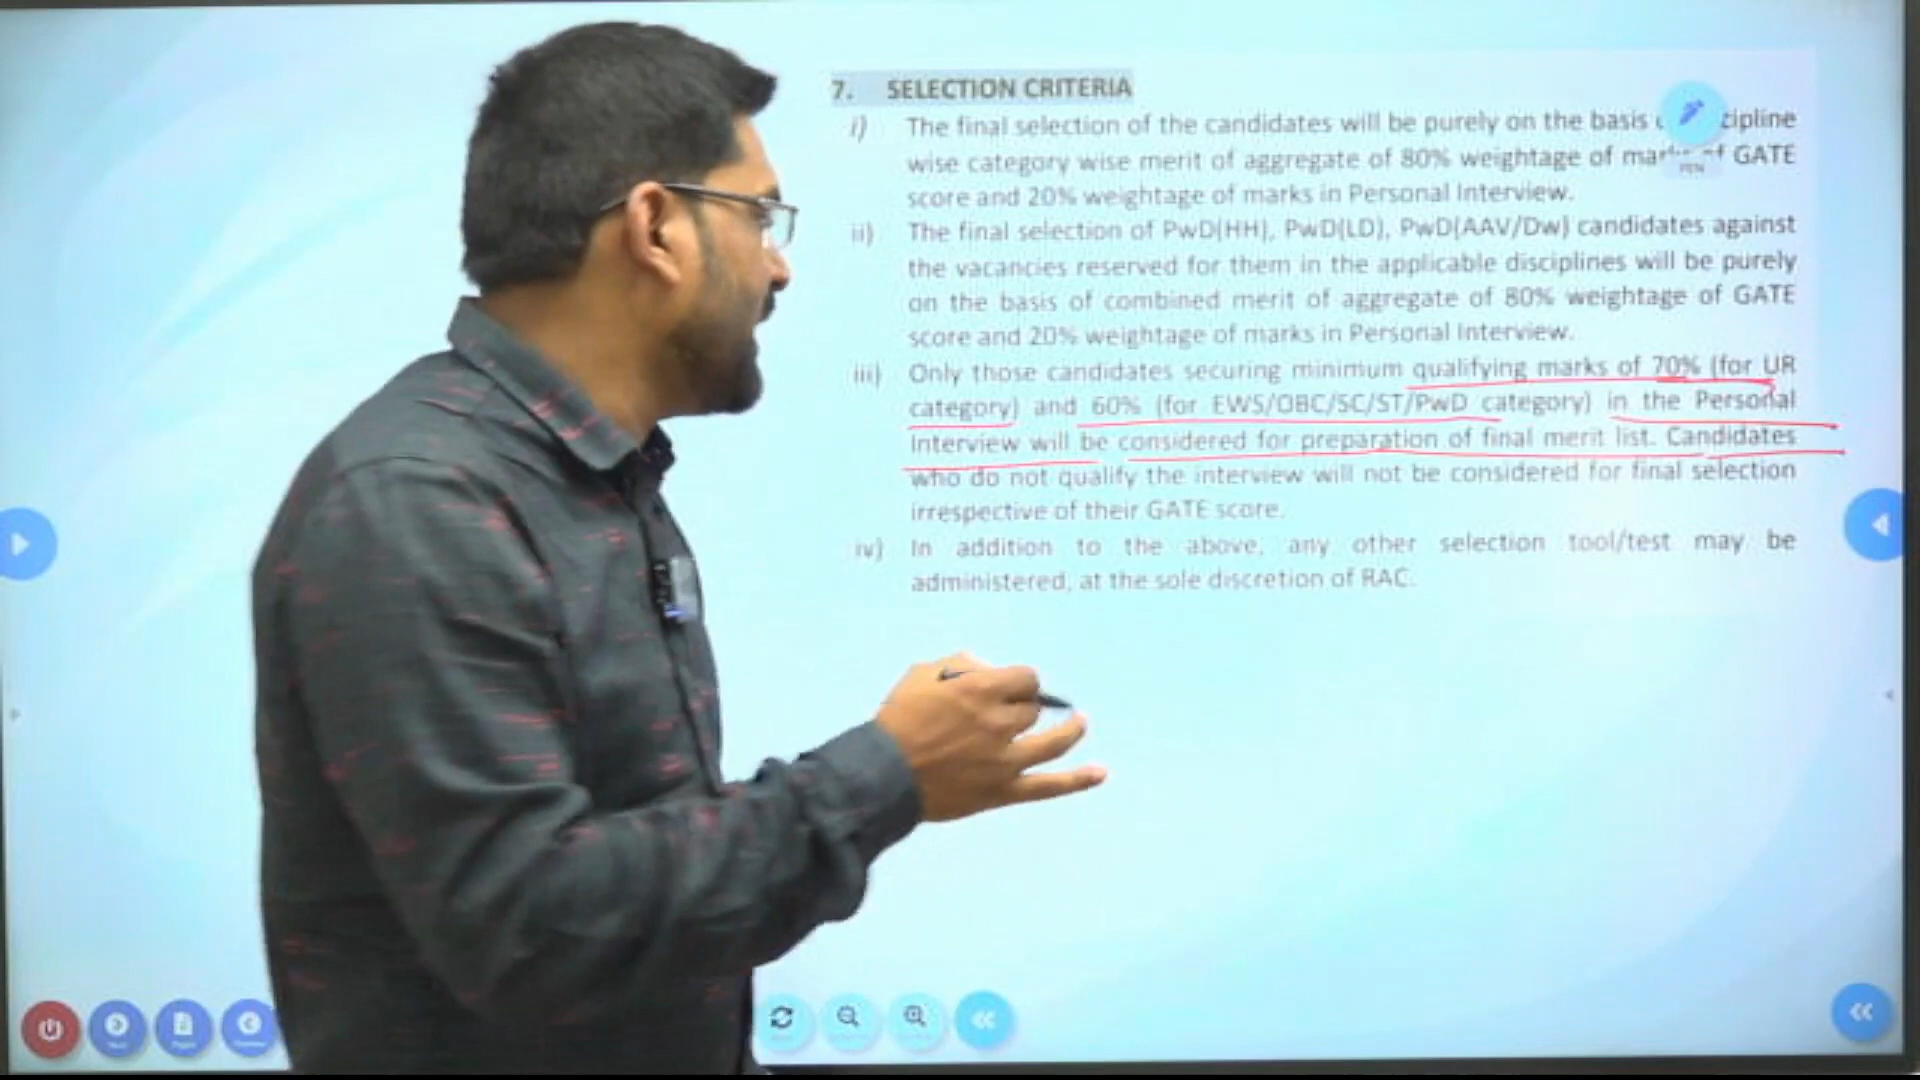 7. SELECTION CRITERIA
i) The final selection of the candidates will be purely on the basis cipline
wise category wise merit of aggregate of 80% weightage of GATE
score and 20% weightage of marks in Personal Interview.
ii) The final selection of PwD(HH), PwD(LD), PwD(AAV/Dw) candidates against
the vacancies reserved for them in the applicable disciplines will be purely
on the basis of combined merit of aggregate of 80% weightage of GATE
score and 20% weightage of marks in Personal Interview.
iii) Only those candidates securing minimum qualifying marks of 70% (for UR
category) and 60% (for EWS/OBC/SC/ST/PwD category) in the Personal
Interview will be considered for preparation of final merit list. Candidates
who do not qualify the interview will not be considered for final selection
irrespective of their GATE score.
iv) In addition to the above, any other selection tool/test may be
administered, at the sole discretion of RAC.
PEN